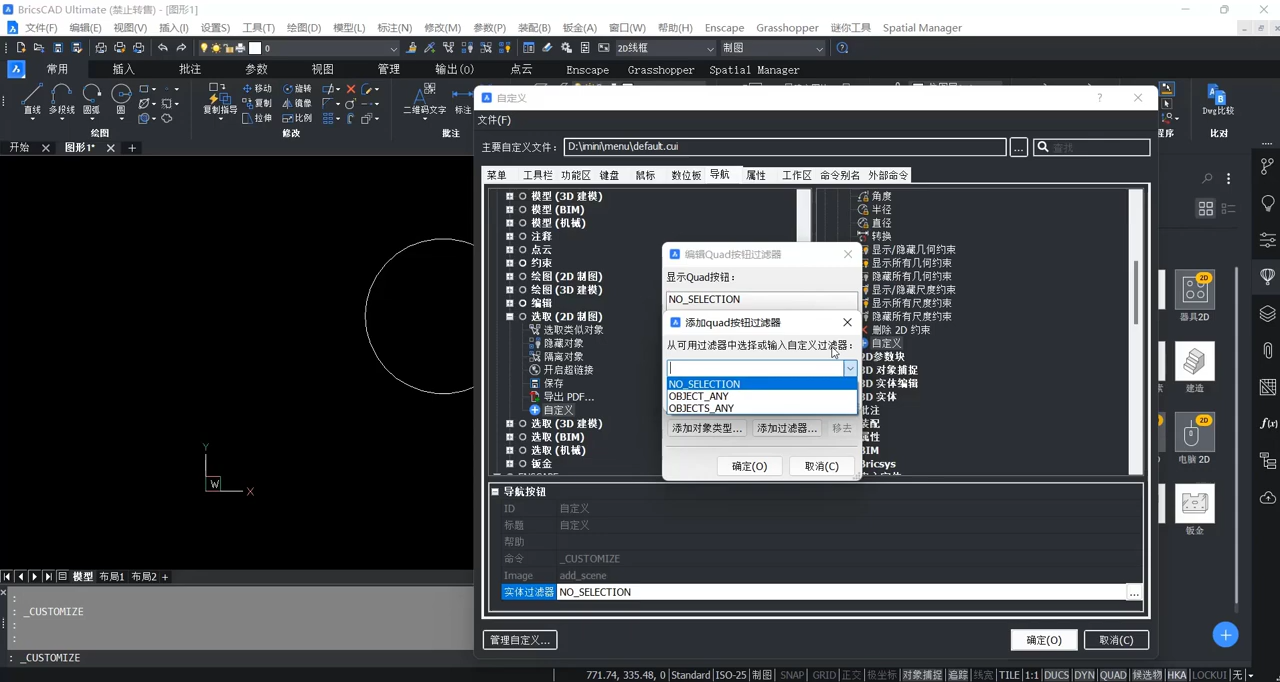 BricsCAD Ultimate (禁止转售) - [图形1]
文件(F) 编辑(E) 视图(V) 插入(I) 设置(S) 工具(T) 绘图(D) 模型(L) 标注(N) 修改(M) 参数(P) 装配(B) 钣金(A) 窗口(W) 帮助(H) Enscape Grasshopper 迷你工具 Spatial Manager
0 2D线框 制图
常用 插入 批注 参数 视图 管理 输出(O) 点云 Enscape Grasshopper Spatial Manager
直线 多段线 圆弧 圆 复制指导 移动 旋转 复制 镜像 拉伸 比例 二维码文字 标注 Dwg比较
绘图 修改 批注 程序 比对
开始 图形1*
自定义
文件(F)
主要自定义文件: D:\imini\menu\default.cui ... 查找
菜单 工具栏 功能区 键盘 鼠标 数位板 导航 属性 工作区 命令别名 外部命令
模型 (3D 建模)
模型 (BIM)
模型 (机械)
注释
点云
约束
绘图 (2D 制图)
绘图 (3D 建模)
编辑
选取 (2D 制图)
选取类似对象
隐藏对象
隔离对象
开启超链接
保存
导出 PDF...
自定义
选取 (3D 建模)
选取 (BIM)
选取 (机械)
钣金
角度
半径
直径
转换
显示/隐藏几何约束
显示所有几何约束
隐藏所有几何约束
显示/隐藏尺度约束
显示所有尺度约束
隐藏所有尺度约束
删除 2D 约束
自定义
2D参数块
3D 对象捕捉
3D 实体编辑
3D 实体
批注
装配
属性
BIM
Bricsys
编辑Quad按钮过滤器
显示Quad按钮:
NO_SELECTION
添加quad按钮过滤器
从可用过滤器中选择或输入自定义过滤器:
NO_SELECTION
OBJECT_ANY
OBJECTS_ANY
添加对象类型... 添加过滤器... 移去
确定(O) 取消(C)
导航按钮
ID 自定义
标题 自定义
帮助
命令 _CUSTOMIZE
Image add_scene
实体过滤器 NO_SELECTION ...
管理自定义... 确定(O) 取消(C)
2D
器具2D
建造
2D
电脑 2D
钣金
f(x)
Y
W X
模型 布局1 布局2 +
:
: _CUSTOMIZE
:
:
: _CUSTOMIZE
771.74, 335.48, 0 Standard ISO-25 制图 SNAP GRID 正交 极坐标 对象捕捉 追踪 线宽 TILE 1:1 DUCS DYN QUAD 候选物 HKA LOCKUI 无